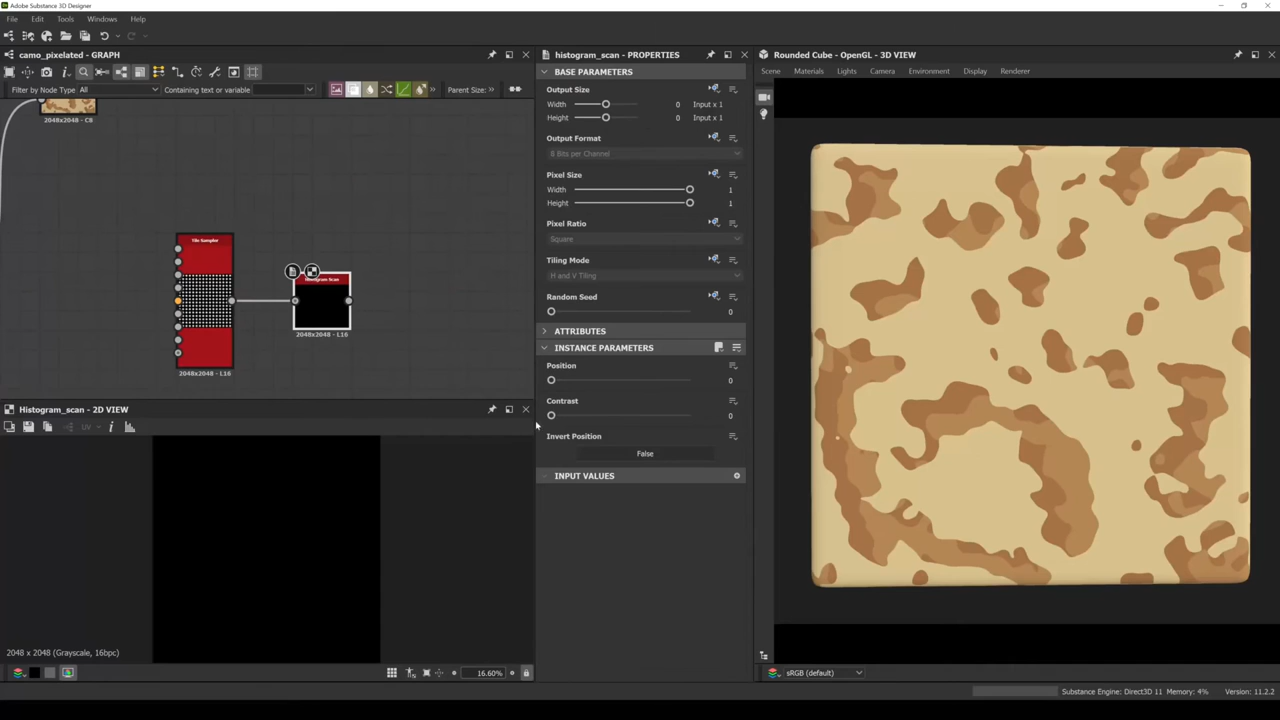 Adobe Substance 3D Designer
File Edit Tools Windows Help
camo_pixelated - GRAPH
Filter by Node Type All Containing text or variable Parent Size: »
2048x2048 - C8
Tile Sampler
2048x2048 - L16
Histogram Scan
2048x2048 - L16
Histogram_scan - 2D VIEW
UV
2048 x 2048 (Grayscale, 16bpc)
16.60%
histogram_scan - PROPERTIES
BASE PARAMETERS
Output Size
Width 0 Input x 1
Height 0 Input x 1
Output Format
8 Bits per Channel
Pixel Size
Width 1
Height 1
Pixel Ratio
Square
Tiling Mode
H and V Tiling
Random Seed
0
ATTRIBUTES
INSTANCE PARAMETERS
Position
0
Contrast
0
Invert Position
False
INPUT VALUES
Rounded Cube - OpenGL - 3D VIEW
Scene Materials Lights Camera Environment Display Renderer
sRGB (default)
Substance Engine: Direct3D 11 Memory: 4% Version: 11.2.2